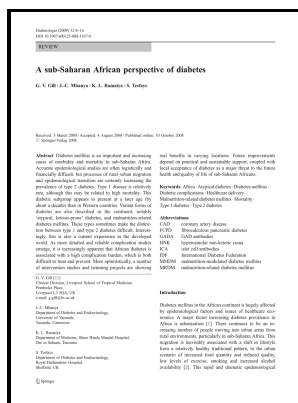 Diabetologia (2009) 52:8–16
DOI 10.1007/s00125-008-1167-9
REVIEW
A sub-Saharan African perspective of diabetes
G. V. Gill · J.-C. Mbanya · K. L. Ramaiya · S. Tesfaye
Received: 3 March 2008 / Accepted: 4 August 2008 / Published online: 10 October 2008
© Springer-Verlag 2008
Abstract Diabetes mellitus is an important and increasing
cause of morbidity and mortality in sub-Saharan Africa.
Accurate epidemiological studies are often logistically and
financially difficult, but processes of rural–urban migration
and epidemiological transition are certainly increasing the
prevalence of type 2 diabetes. Type 1 disease is relatively
rare, although this may be related to high mortality. This
diabetic subgroup appears to present at a later age (by
about a decade) than in Western countries. Variant forms of
diabetes are also described in the continent; notably
'atypical, ketosis-prone' diabetes, and malnutrition-related
diabetes mellitus. These types sometimes make the distinc-
tion between type 1 and type 2 diabetes difficult. Interest-
ingly, this is also a current experience in the developed
world. As more detailed and reliable complication studies
emerge, it is increasingly apparent that African diabetes is
associated with a high complication burden, which is both
difficult to treat and prevent. More optimistically, a number
of intervention studies and twinning projects are showing
G. V. Gill (✉)
Clinical Division, Liverpool School of Tropical Medicine,
Pembroke Place,
Liverpool L3 5QA, UK
J.-C. Mbanya
Department of Diabetes and Endocrinology,
University of Yaounde,
Yaounde, Cameroon
K. L. Ramaiya
Department of Medicine, Shree Hindu Mandal Hospital,
Dar es Salaam, Tanzania
S. Tesfaye
Department of Diabetes and Endocrinology,
Royal Hallamshire Hospital,
Sheffield, UK
real benefits in varying locations. Future improvements
depend on practical and sustainable support, coupled with
local acceptance of diabetes as a major threat to the future
health and quality of life of sub-Saharan Africans.
Keywords Africa · Atypical diabetes · Diabetes mellitus ·
Diabetic complications · Healthcare delivery ·
Malnutrition-related diabetes mellitus · Mortality ·
Type 1 diabetes · Type 2 diabetes
Abbreviations
CAD coronary artery disease
FCPD fibrocalculous pancreatic diabetes
GADA GAD antibodies
HNK hyperosmolar non-ketotic coma
ICA islet cell antibodies
IDF International Diabetes Federation
MMDM malnutrition-modulated diabetes mellitus
MRDM malnutrition-related diabetes mellitus
Introduction
Diabetes mellitus in the African continent is hugely affected
by epidemiological factors and issues of healthcare eco-
nomics. A major factor increasing diabetes prevalence in
Africa is urbanisation [1]. There continues to be an in-
creasing number of people moving into urban areas from
rural environments, particularly in sub-Saharan Africa. This
migration is inevitably associated with a shift in lifestyle
from a relatively healthy traditional pattern, to the urban
scenario of increased food quantity and reduced quality,
low levels of exercise, smoking and increased alcohol
availability [2]. This rapid and dramatic epidemiological
Springer